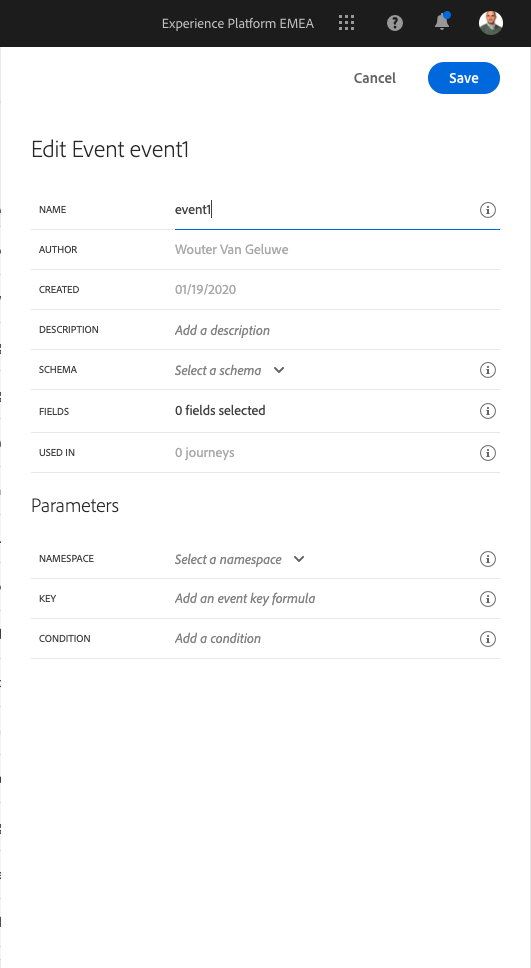 Experience Platform EMEA
Cancel Save
Edit Event event1
NAME event1
AUTHOR Wouter Van Geluwe
CREATED 01/19/2020
DESCRIPTION Add a description
SCHEMA Select a schema
FIELDS 0 fields selected
USED IN 0 journeys
Parameters
NAMESPACE Select a namespace
KEY Add an event key formula
CONDITION Add a condition